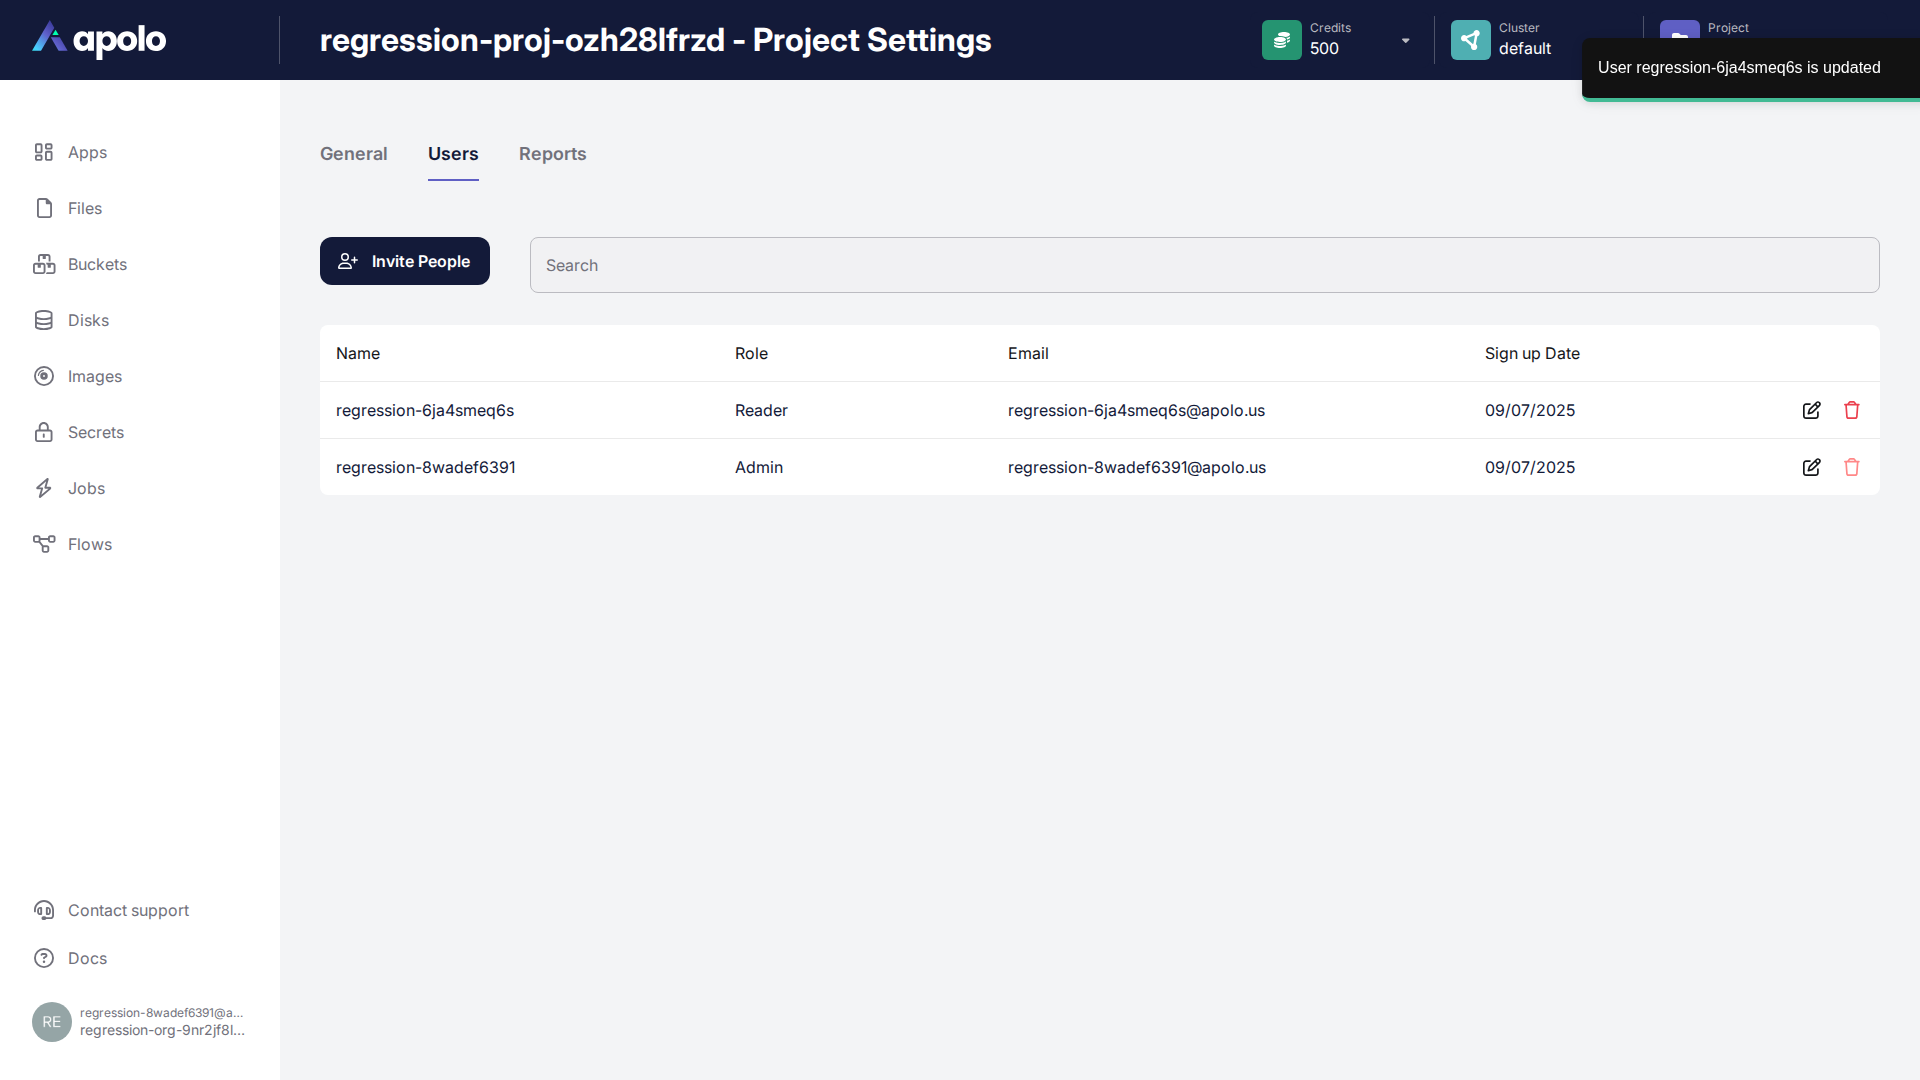 apolo
regression-proj-ozh28lfrzd - Project Settings
Credits
500
Cluster
default
Project
User regression-6ja4smeq6s is updated
Apps
Files
Buckets
Disks
Images
Secrets
Jobs
Flows
General Users Reports
Invite People
Search
Name Role Email Sign up Date
regression-6ja4smeq6s Reader regression-6ja4smeq6s@apolo.us 09/07/2025
regression-8wadef6391 Admin regression-8wadef6391@apolo.us 09/07/2025
Contact support
Docs
RE
regression-8wadef6391@a...
regression-org-9nr2jf8l...